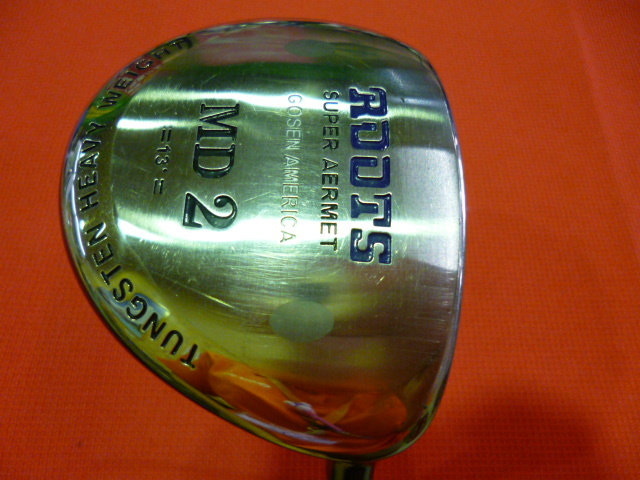 ROOTS
SUPER AERMET
GOSEN AMERICA
MD 2
=13°=
TUNGSTEN HEAVY WEIGHT